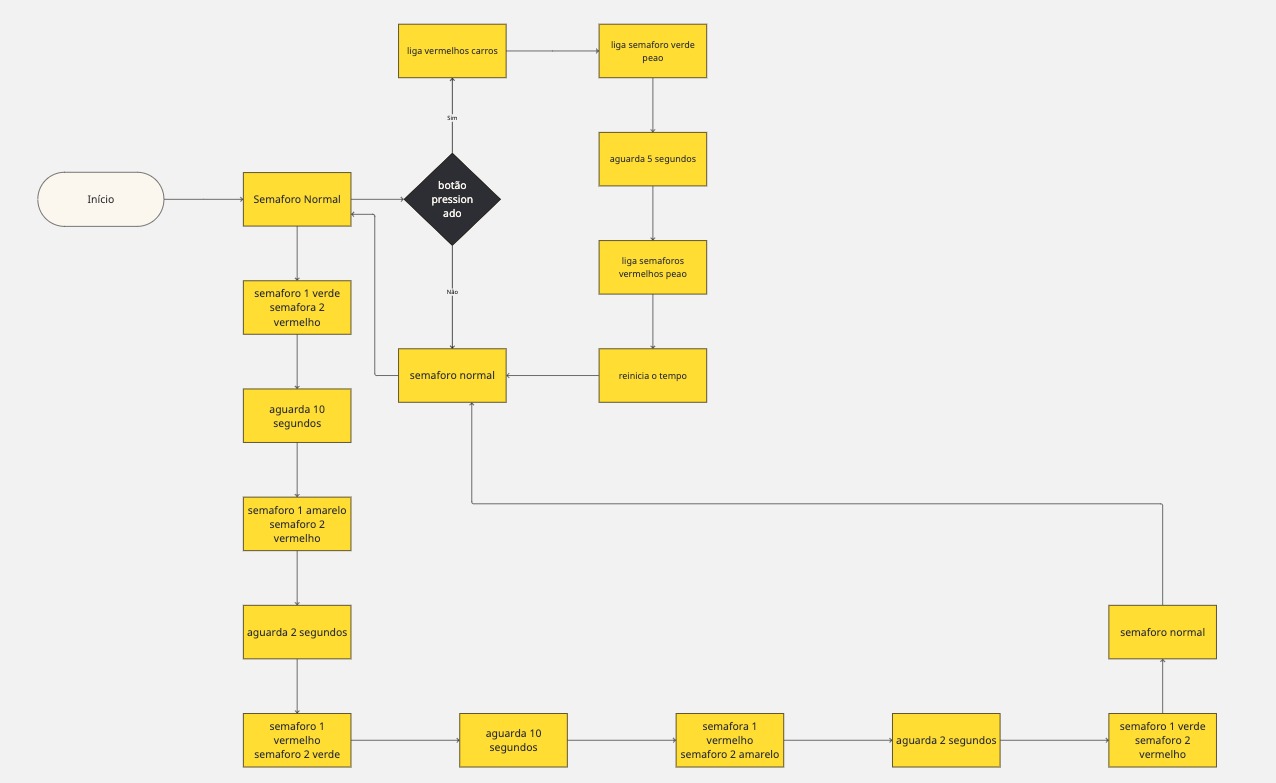 liga vermelhos carros
liga semaforo verde
peao
Sim
aguarda 5 segundos
Início
Semaforo Normal
botão
pression
ado
liga semaforos
vermelhos peao
Não
semaforo 1 verde
semafora 2
vermelho
semaforo normal
reinicia o tempo
aguarda 10
segundos
semaforo 1 amarelo
semaforo 2
vermelho
aguarda 2 segundos
semaforo normal
semaforo 1
vermelho
semaforo 2 verde
aguarda 10
segundos
semafora 1
vermelho
semaforo 2 amarelo
aguarda 2 segundos
semaforo 1 verde
semaforo 2
vermelho